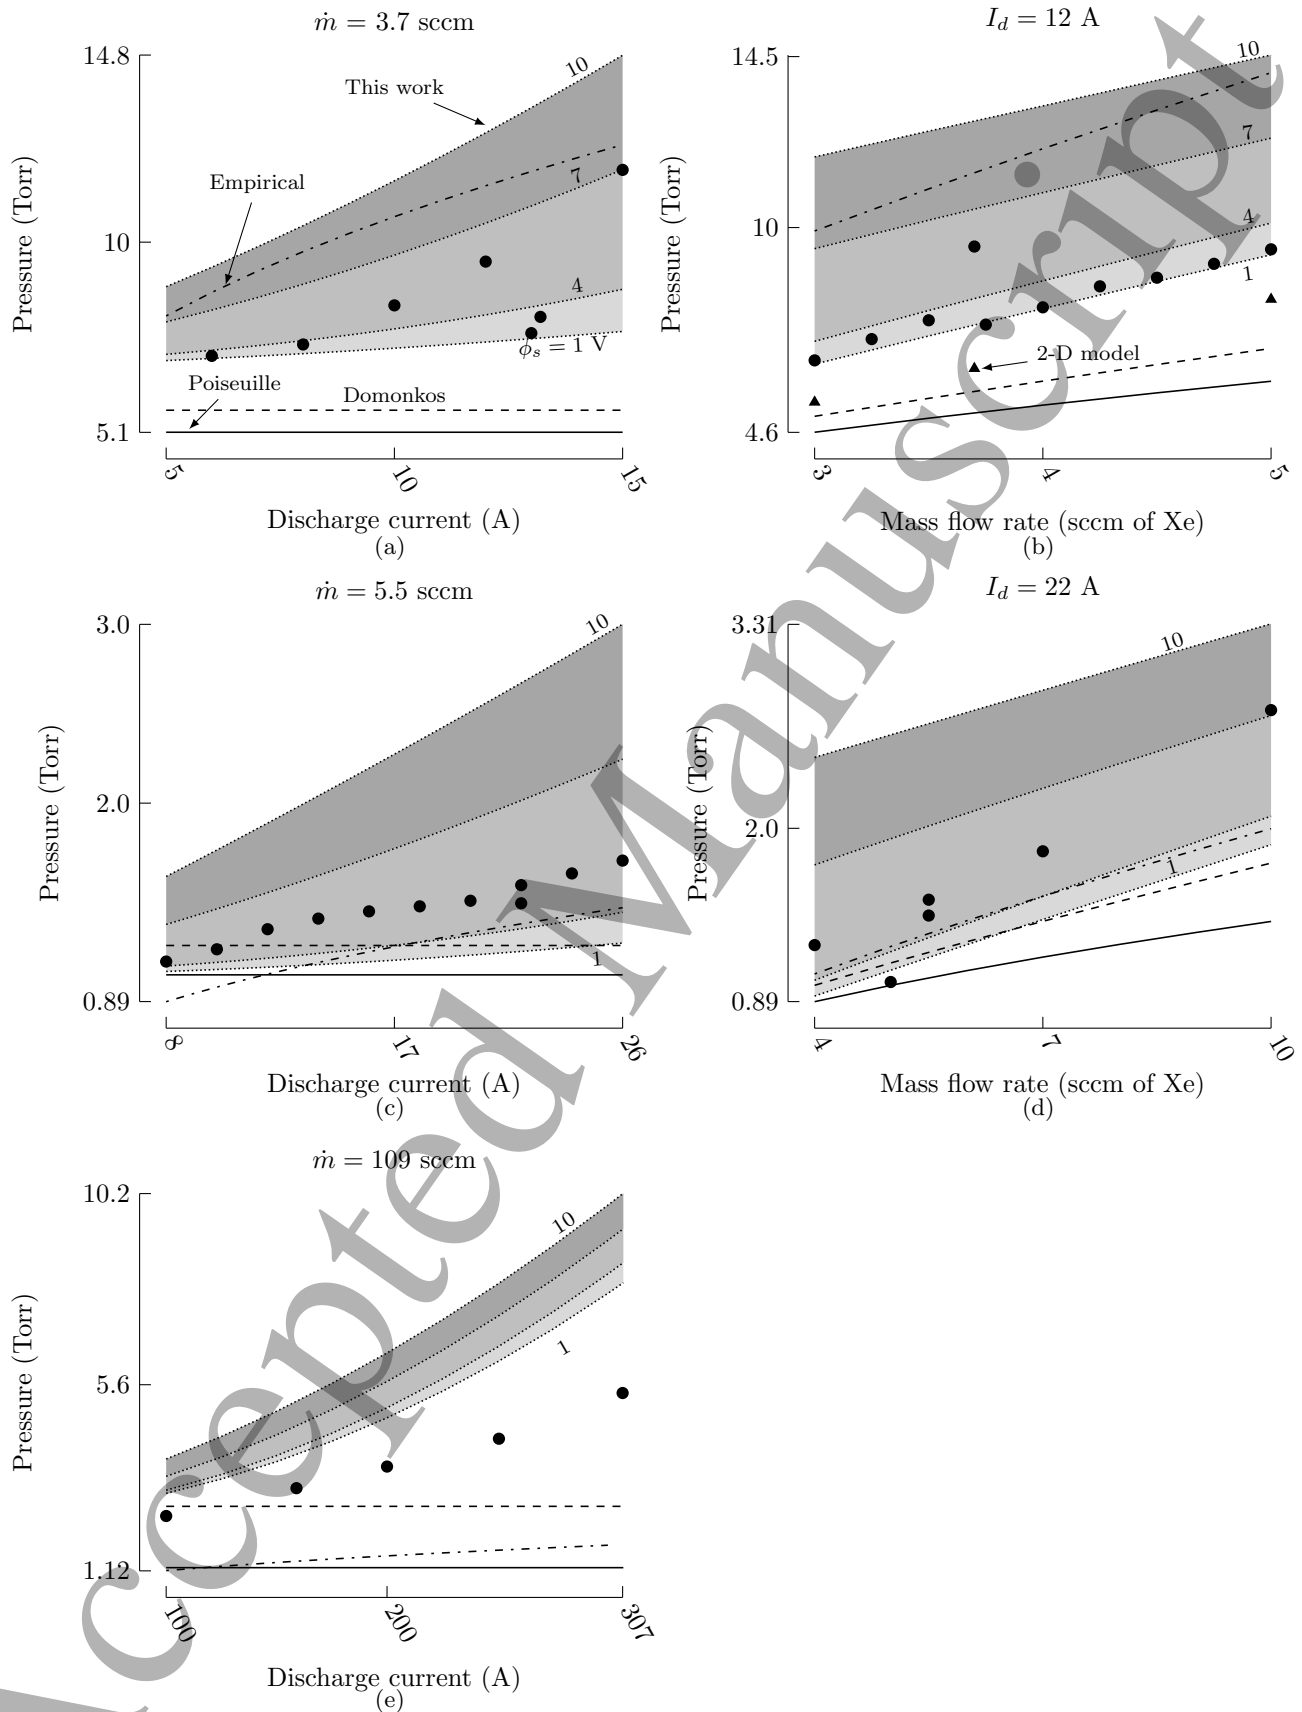 ṁ = 3.7 sccm
14.8
10
5.1
Pressure (Torr)
10
This work
Empirical
7
4
ϕs = 1 V
Poiseuille
Domonkos
5
10
15
Discharge current (A)
(a)
Id = 12 A
14.5
10
4.6
Pressure (Torr)
10
7
4
1
2-D model
3
4
5
Mass flow rate (sccm of Xe)
(b)
ṁ = 5.5 sccm
3.0
2.0
0.89
Pressure (Torr)
10
1
8
17
26
Discharge current (A)
(c)
Id = 22 A
3.31
2.0
0.89
Pressure (Torr)
10
1
4
7
10
Mass flow rate (sccm of Xe)
(d)
ṁ = 109 sccm
10.2
5.6
1.12
Pressure (Torr)
10
1
100
200
307
Discharge current (A)
(e)
Accepted Manuscript